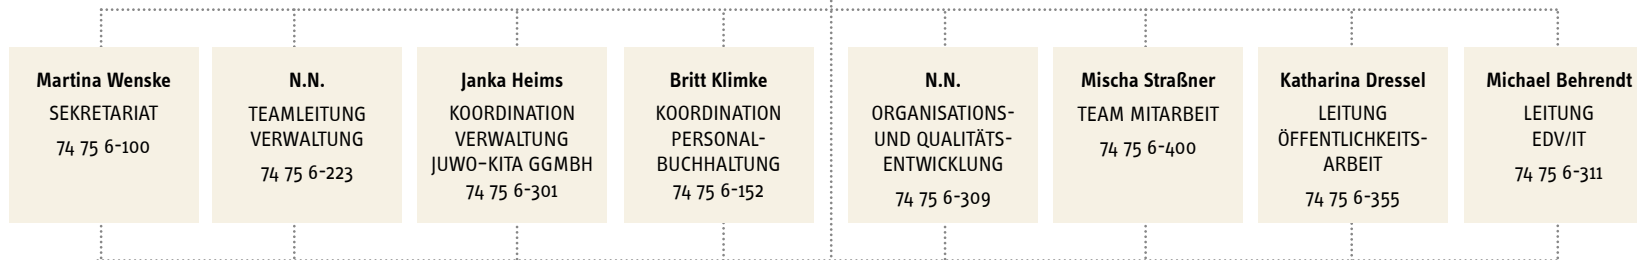 Martina Wenske
SEKRETARIAT
74 75 6-100
N.N.
TEAMLEITUNG
VERWALTUNG
74 75 6-223
Janka Heims
KOORDINATION
VERWALTUNG
JUWO-KITA GGMBH
74 75 6-301
Britt Klimke
KOORDINATION
PERSONAL-
BUCHHALTUNG
74 75 6-152
N.N.
ORGANISATIONS-
UND QUALITÄTS-
ENTWICKLUNG
74 75 6-309
Mischa Straßner
TEAM MITARBEIT
74 75 6-400
Katharina Dressel
LEITUNG
ÖFFENTLICHKEITS-
ARBEIT
74 75 6-355
Michael Behrendt
LEITUNG
EDV/IT
74 75 6-311